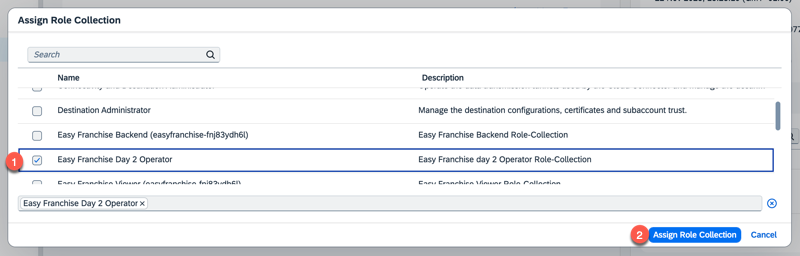 Assign Role Collection
Search
Name Description
Destination Administrator Manage the destination configurations, certificates and subaccount trust.
Easy Franchise Backend (easyfranchise-fnj83ydh6l) Easy Franchise Backend Role-Collection
1 Easy Franchise Day 2 Operator Easy Franchise day 2 Operator Role-Collection
Easy Franchise Viewer (easyfranchise-fnj83ydh6l) Easy Franchise Viewer Role-Collection
Easy Franchise Day 2 Operator ×
2 Assign Role Collection Cancel